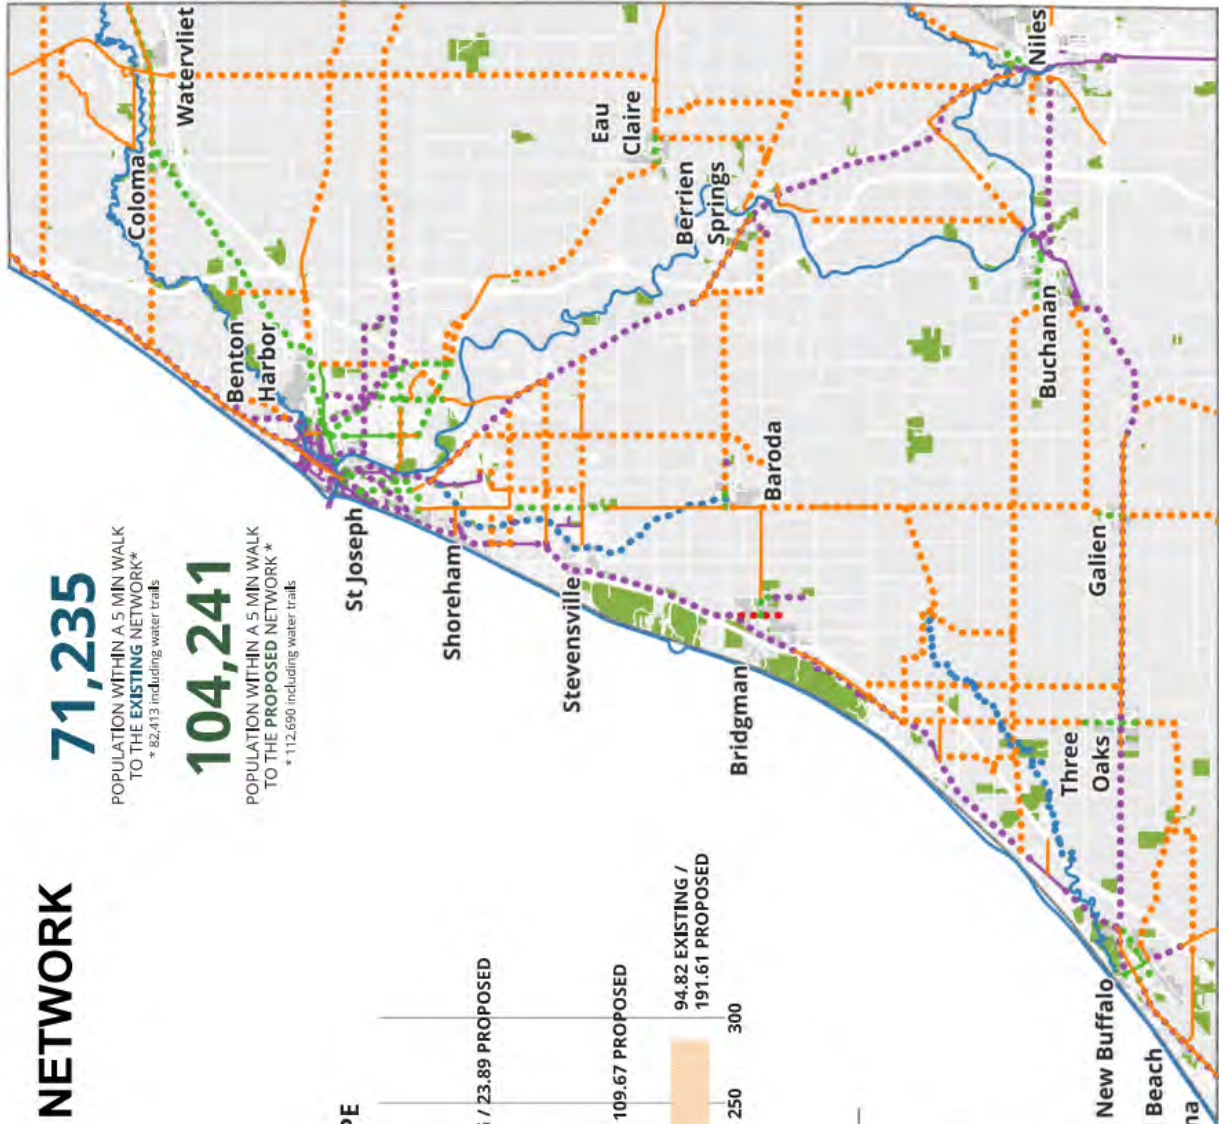 NETWORK
71,235
POPULATION WITHIN A 5 MIN WALK
TO THE EXISTING NETWORK*
* 82,413 including water trails
104,241
POPULATION WITHIN A 5 MIN WALK
TO THE PROPOSED NETWORK *
* 112,690 including water trails
PE
/ 23.89 PROPOSED
109.67 PROPOSED
94.82 EXISTING /
191.61 PROPOSED
250
300
Watervliet
Coloma
Benton
Harbor
St Joseph
Shoreham
Stevensville
Bridgman
Baroda
Eau
Claire
Berrien
Springs
Niles
Buchanan
Galien
Three
Oaks
New Buffalo
Beach
na